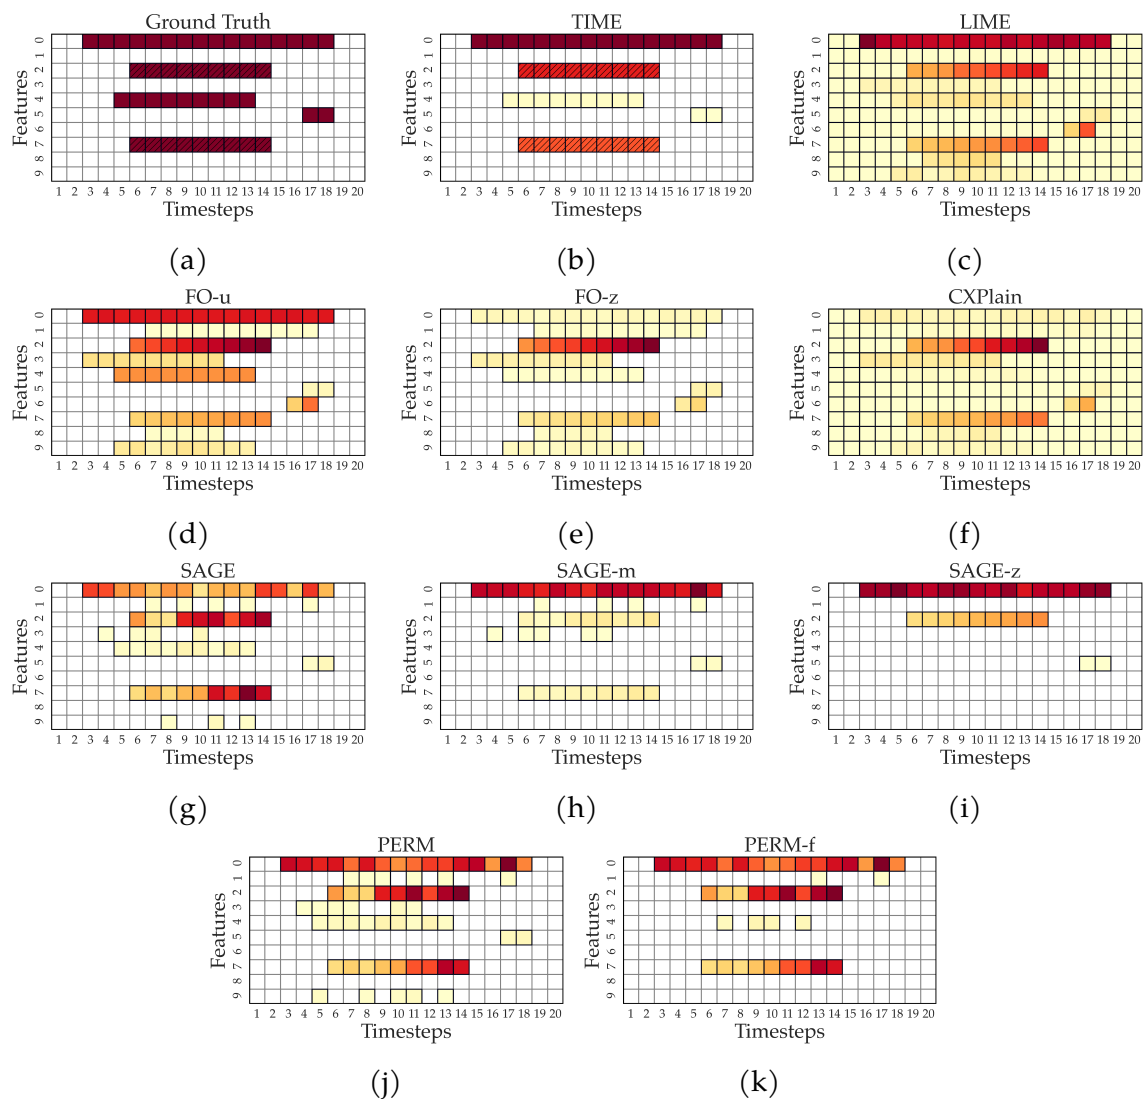 Ground Truth
Features
0 1 2 3 4 5 6 7 8 9
1 2 3 4 5 6 7 8 9 10 11 12 13 14 15 16 17 18 19 20
Timesteps
(a)
TIME
Features
0 1 2 3 4 5 6 7 8 9
1 2 3 4 5 6 7 8 9 10 11 12 13 14 15 16 17 18 19 20
Timesteps
(b)
LIME
Features
0 1 2 3 4 5 6 7 8 9
1 2 3 4 5 6 7 8 9 10 11 12 13 14 15 16 17 18 19 20
Timesteps
(c)
FO-u
Features
0 1 2 3 4 5 6 7 8 9
1 2 3 4 5 6 7 8 9 10 11 12 13 14 15 16 17 18 19 20
Timesteps
(d)
FO-z
Features
0 1 2 3 4 5 6 7 8 9
1 2 3 4 5 6 7 8 9 10 11 12 13 14 15 16 17 18 19 20
Timesteps
(e)
CXPlain
Features
0 1 2 3 4 5 6 7 8 9
1 2 3 4 5 6 7 8 9 10 11 12 13 14 15 16 17 18 19 20
Timesteps
(f)
SAGE
Features
0 1 2 3 4 5 6 7 8 9
1 2 3 4 5 6 7 8 9 10 11 12 13 14 15 16 17 18 19 20
Timesteps
(g)
SAGE-m
Features
0 1 2 3 4 5 6 7 8 9
1 2 3 4 5 6 7 8 9 10 11 12 13 14 15 16 17 18 19 20
Timesteps
(h)
SAGE-z
Features
0 1 2 3 4 5 6 7 8 9
1 2 3 4 5 6 7 8 9 10 11 12 13 14 15 16 17 18 19 20
Timesteps
(i)
PERM
Features
0 1 2 3 4 5 6 7 8 9
1 2 3 4 5 6 7 8 9 10 11 12 13 14 15 16 17 18 19 20
Timesteps
(j)
PERM-f
Features
0 1 2 3 4 5 6 7 8 9
1 2 3 4 5 6 7 8 9 10 11 12 13 14 15 16 17 18 19 20
Timesteps
(k)